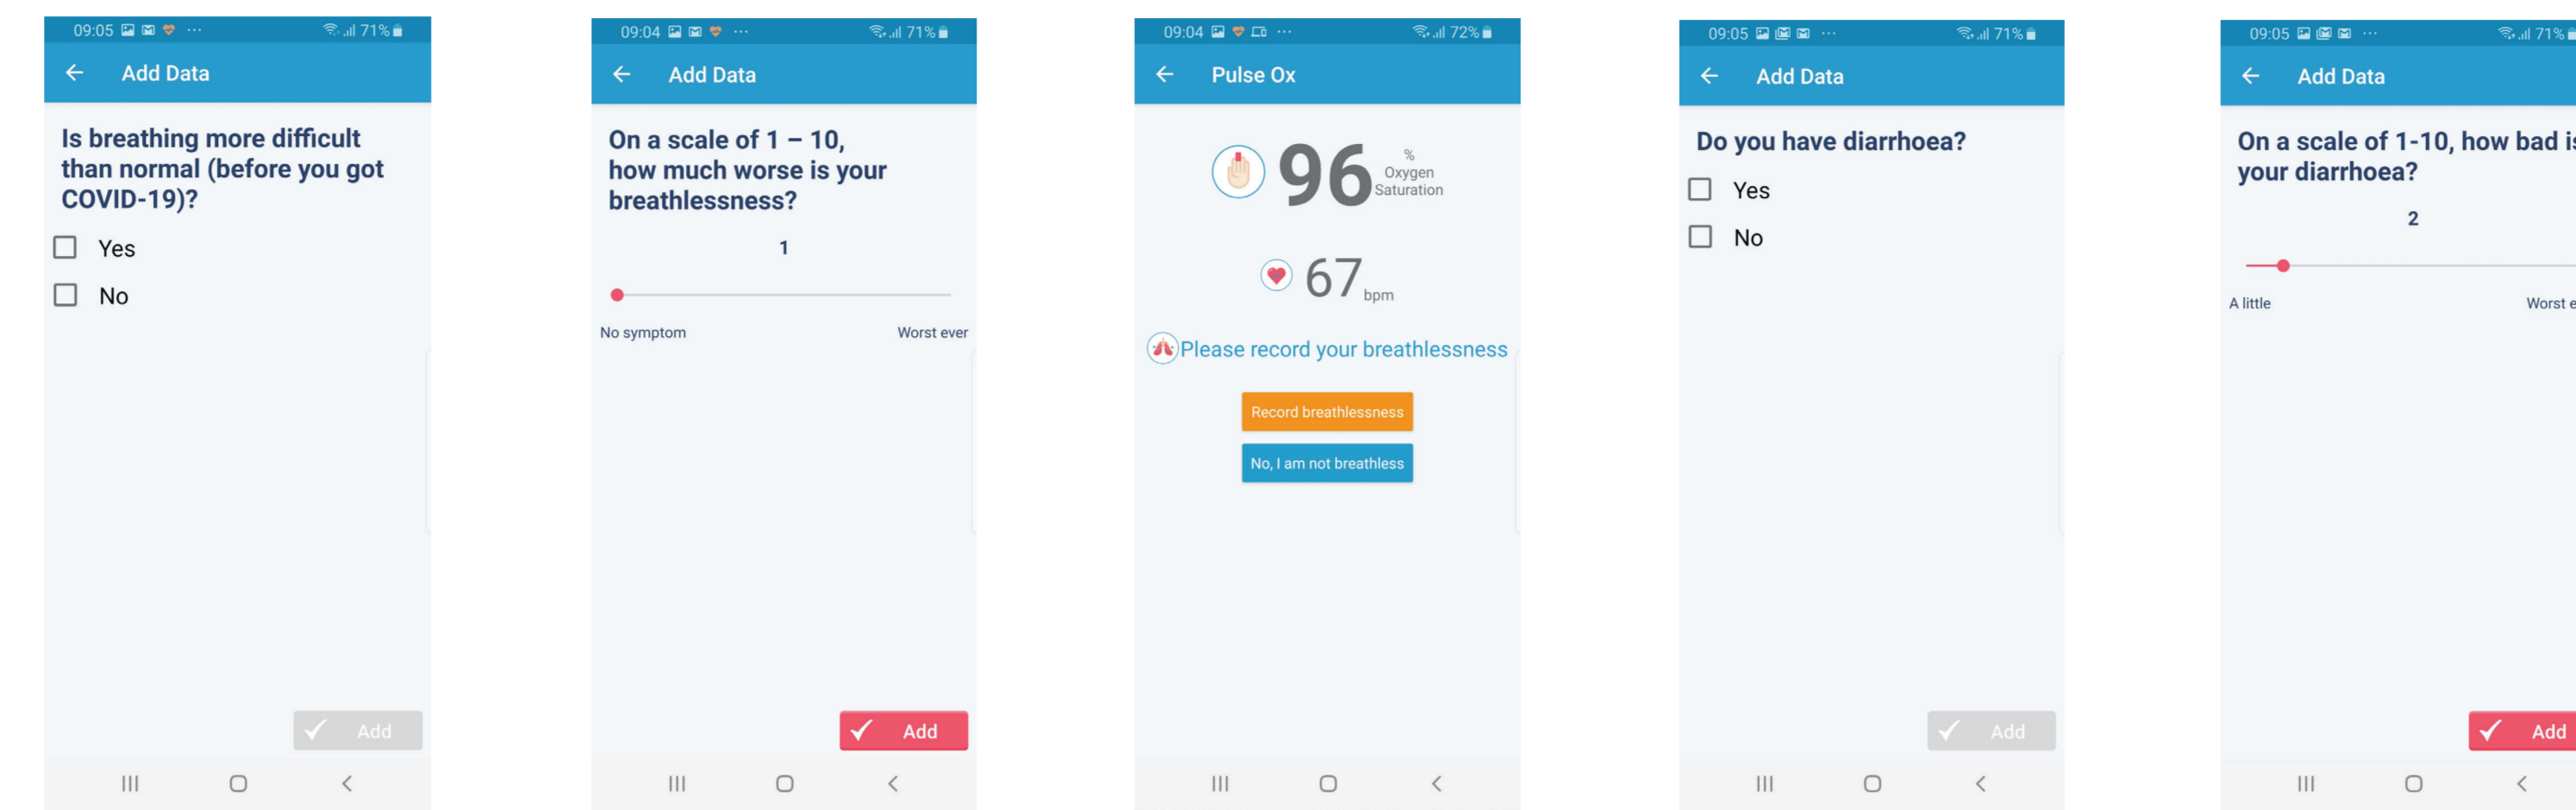 09:05 ... 71%
Add Data
Is breathing more difficult
than normal (before you got
COVID-19)?
Yes
No
Add
09:04 ... 71%
Add Data
On a scale of 1 – 10,
how much worse is your
breathlessness?
1
No symptom Worst ever
Add
09:04 ... 72%
Pulse Ox
96 % Oxygen Saturation
67 bpm
Please record your breathlessness
Record breathlessness
No, I am not breathless
09:05 ... 71%
Add Data
Do you have diarrhoea?
Yes
No
Add
09:05 ... 71%
Add Data
On a scale of 1-10, how bad is
your diarrhoea?
2
A little Worst e
Add